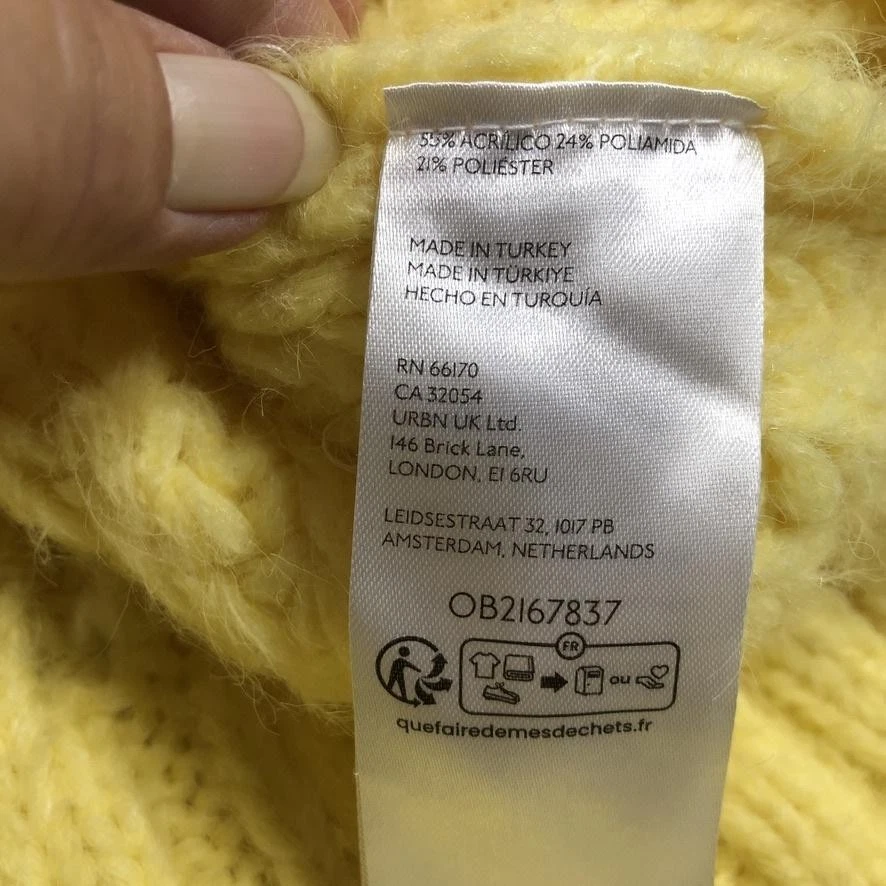 55% ACRÍLICO 24% POLIAMIDA
21% POLIÉSTER
MADE IN TURKEY
MADE IN TÜRKIYE
HECHO EN TURQUÍA
RN 66170
CA 32054
URBN UK Ltd.
146 Brick Lane,
LONDON, E1 6RU
LEIDSESTRAAT 32, 1017 PB
AMSTERDAM, NETHERLANDS
OB2167837
FR
ou
quefairedemesdechets.fr